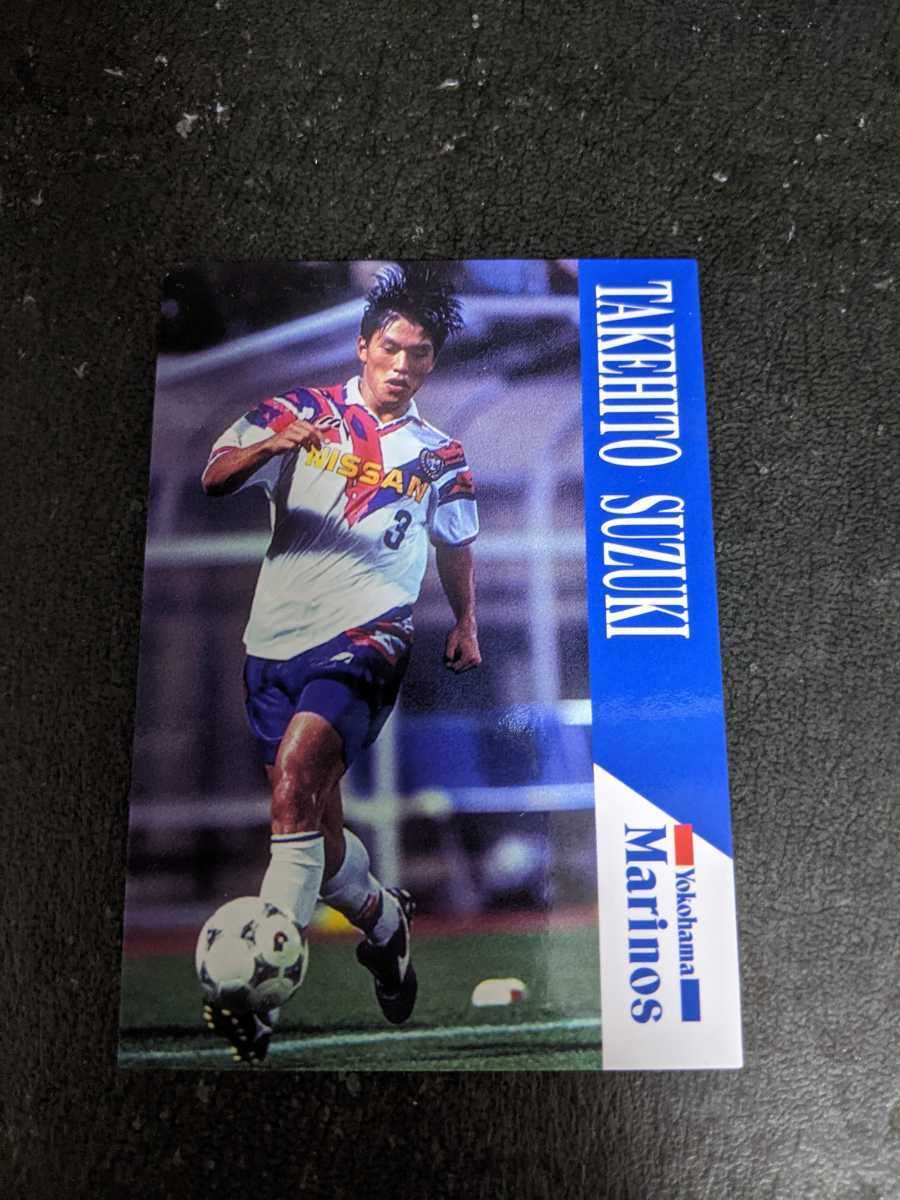 TAKEHITO SUZUKI
Yokohama
Marinos
NISSAN
3